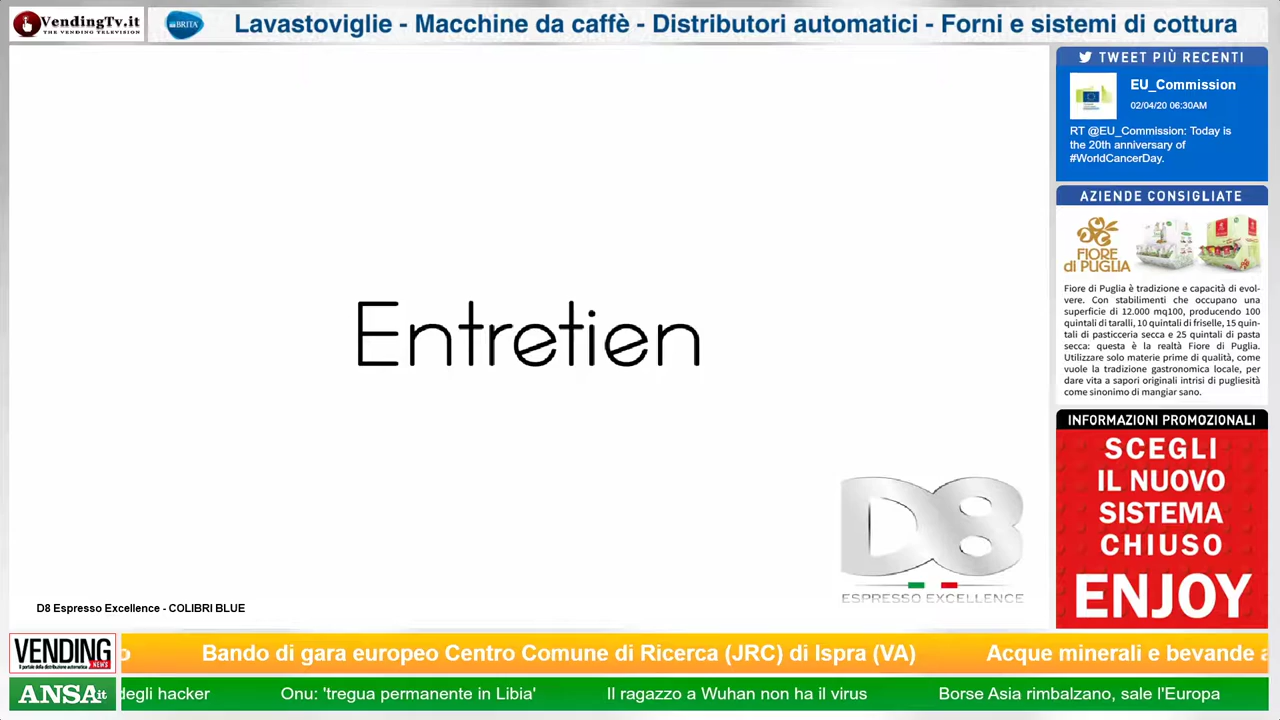 VendingTv.it
THE VENDING TELEVISION
BRITA
Lavastoviglie - Macchine da caffè - Distributori automatici - Forni e sistemi di cottura
TWEET PIÙ RECENTI
EU_Commission
02/04/20 06:30AM
RT @EU_Commission: Today is
the 20th anniversary of
#WorldCancerDay.
AZIENDE CONSIGLIATE
FIORE
di PUGLIA
Fiore di Puglia è tradizione e capacità di evol-
vere. Con stabilimenti che occupano una
superficie di 12.000 mq100, producendo 100
quintali di taralli, 10 quintali di friselle, 15 quin-
tali di pasticceria secca e 25 quintali di pasta
secca: questa è la realtà Fiore di Puglia.
Utilizzare solo materie prime di qualità, come
vuole la tradizione gastronomica locale, per
dare vita a sapori originali intrisi di pugliesità
come sinonimo di mangiar sano.
INFORMAZIONI PROMOZIONALI
SCEGLI
IL NUOVO
SISTEMA
CHIUSO
ENJOY
Entretien
D8
ESPRESSO EXCELLENCE
D8 Espresso Excellence - COLIBRI BLUE
VENDING
NEWS
Il portale della distribuzione automatica
o Bando di gara europeo Centro Comune di Ricerca (JRC) di Ispra (VA) Acque minerali e bevande a
ANSA.it
degli hacker Onu: 'tregua permanente in Libia' Il ragazzo a Wuhan non ha il virus Borse Asia rimbalzano, sale l'Europa